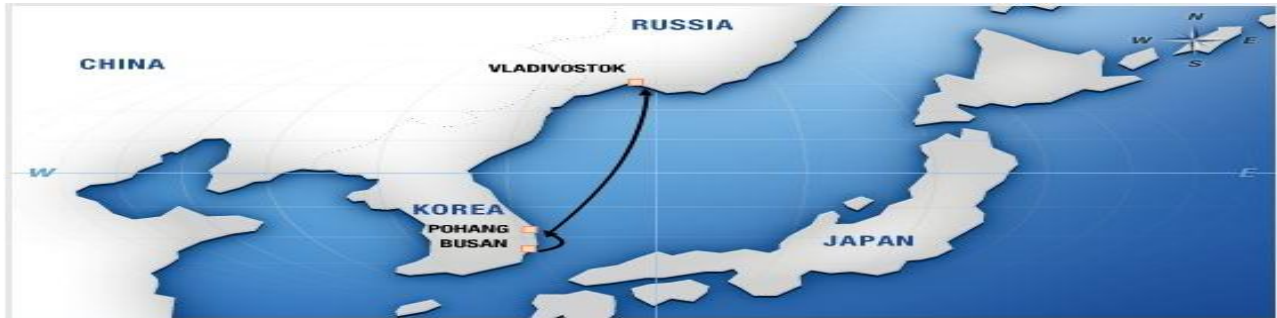 RUSSIA
N
W E
S
CHINA
VLADIVOSTOK
W E
KOREA
POHANG
BUSAN
JAPAN